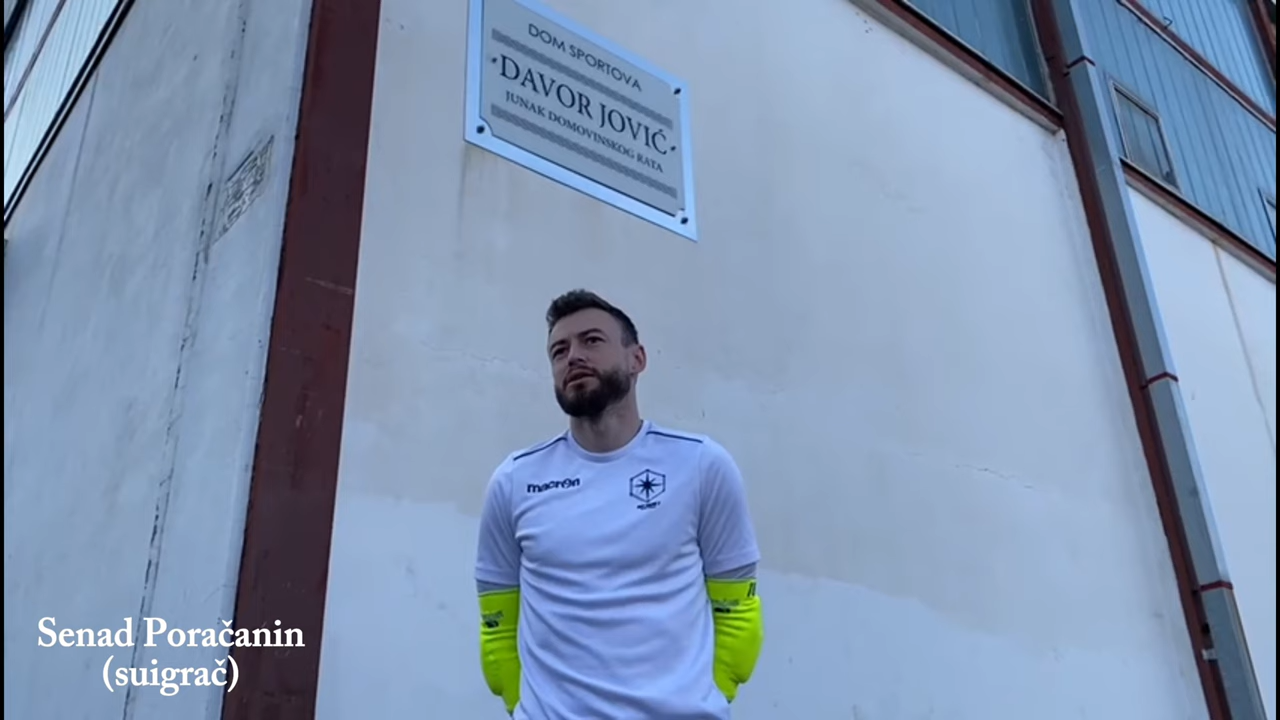 DOM SPORTOVA
DAVOR JOVIĆ
JUNAK DOMOVINSKOG RATA
macron
Senad Poračanin
(suigrač)